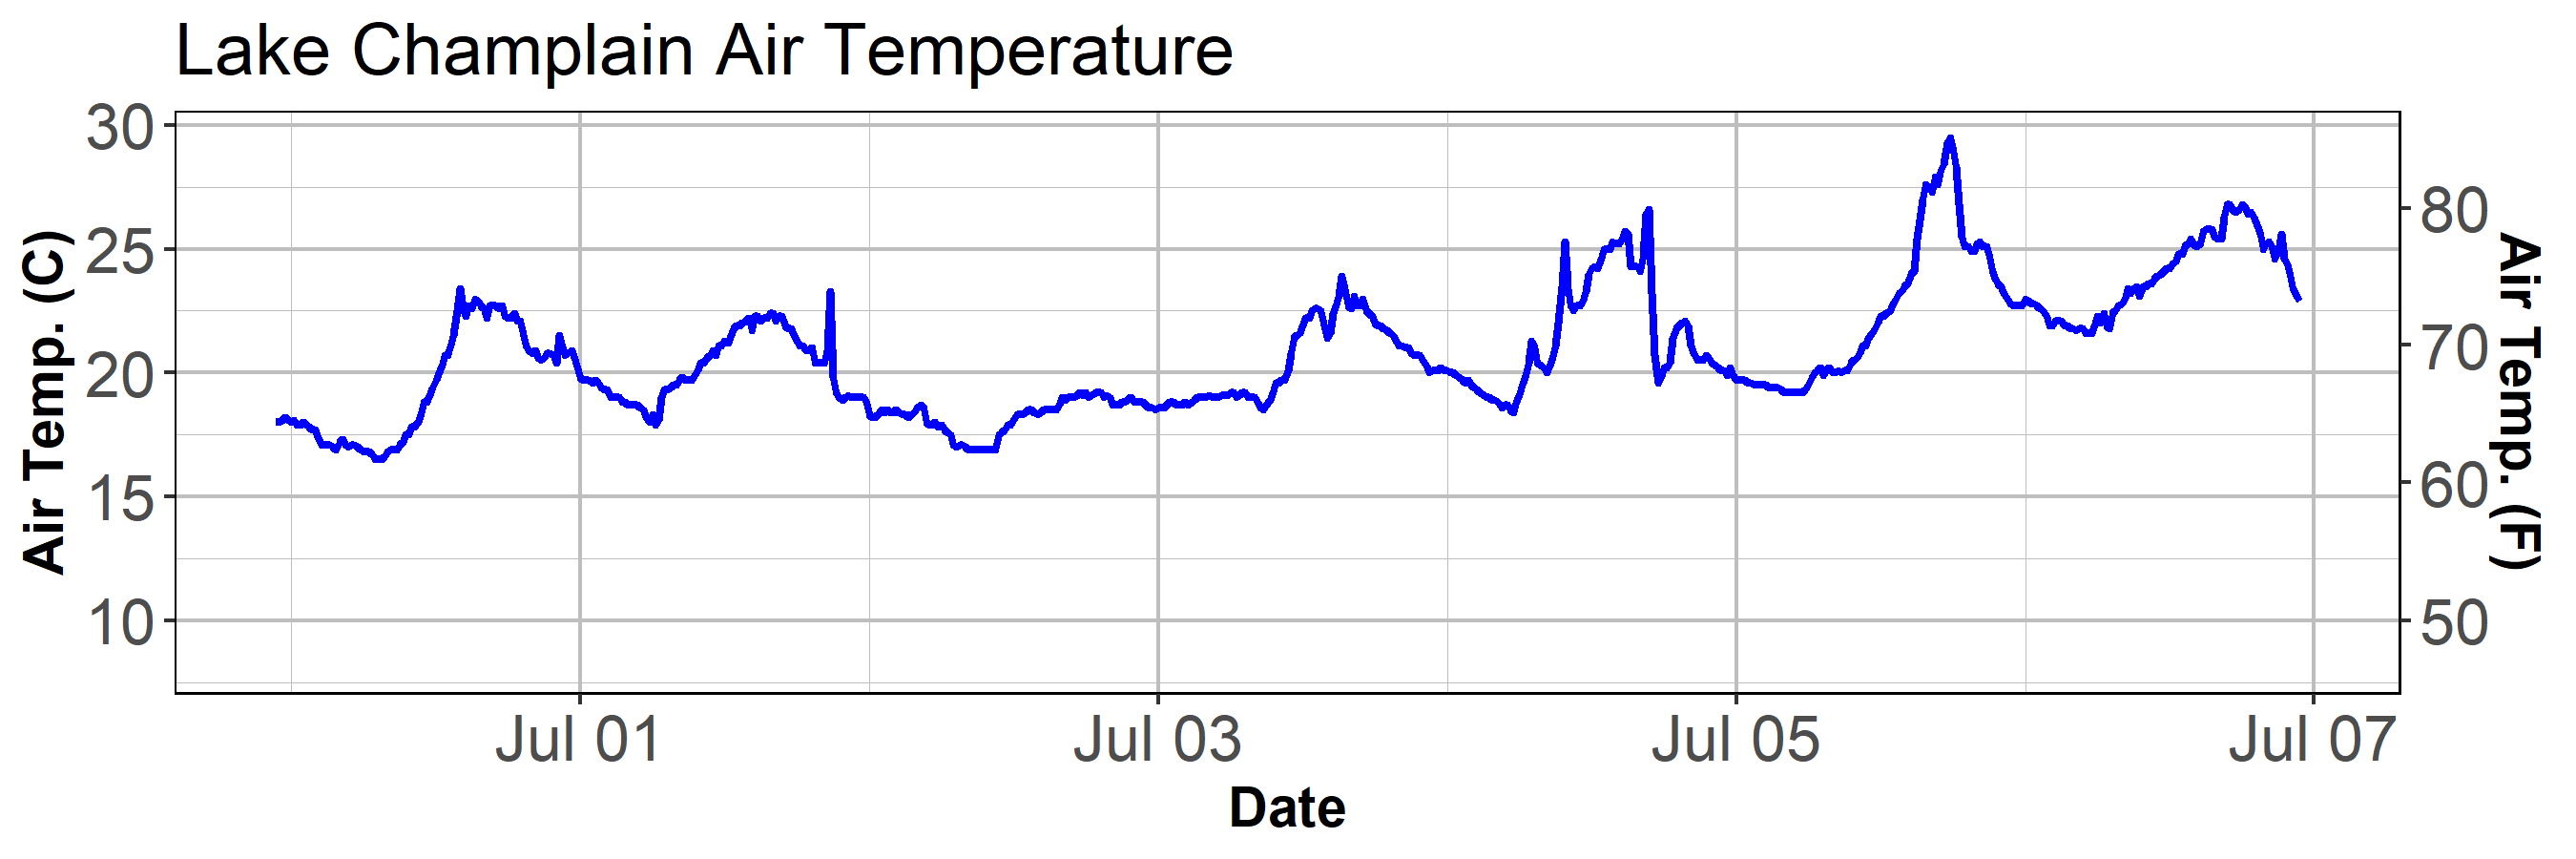 Lake Champlain Air Temperature
30
25
20
15
10
Air Temp. (C)
80
70
60
50
Air Temp. (F)
Jul 01
Jul 03
Jul 05
Jul 07
Date